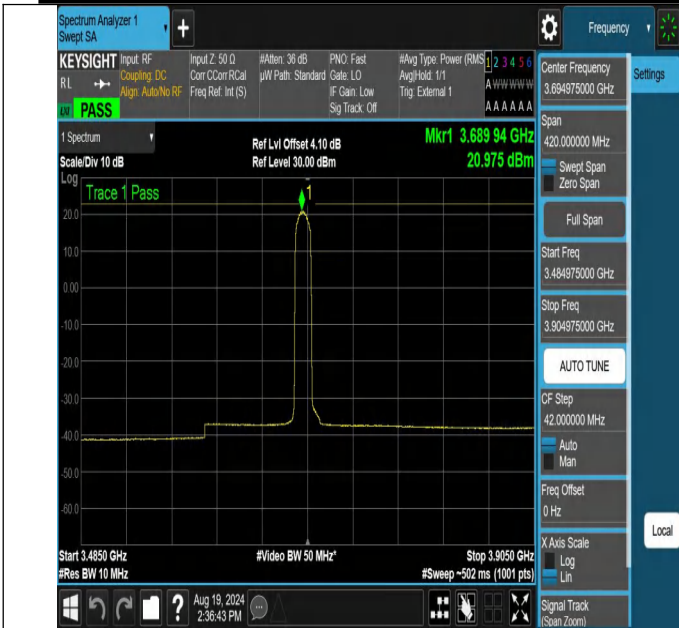 Spectrum Analyzer 1
Swept SA
+
Frequency
KEYSIGHT
RL
PASS
Input: RF
Coupling: DC
Align: Auto/No RF
Input Z: 50 Ω
Corr CCorr RCal
Freq Ref: Int (S)
#Atten: 36 dB
µW Path: Standard
PNO: Fast
Gate: LO
IF Gain: Low
Sig Track: Off
#Avg Type: Power (RMS
Avg|Hold: 1/1
Trig: External 1
1 2 3 4 5 6
A W W W W W
A A A A A A
1 Spectrum
Scale/Div 10 dB
Ref Lvl Offset 4.10 dB
Ref Level 30.00 dBm
Mkr1 3.689 94 GHz
20.975 dBm
Log
Trace 1 Pass
1
20.0
10.0
0.00
-10.0
-20.0
-30.0
-40.0
-50.0
-60.0
Start 3.4850 GHz
#Res BW 10 MHz
#Video BW 50 MHz*
Stop 3.9050 GHz
#Sweep ~502 ms (1001 pts)
?
Aug 19, 2024
2:36:43 PM
Center Frequency
3.694975000 GHz
Span
420.000000 MHz
Swept Span
Zero Span
Full Span
Start Freq
3.484975000 GHz
Stop Freq
3.904975000 GHz
AUTO TUNE
CF Step
42.000000 MHz
Auto
Man
Freq Offset
0 Hz
X Axis Scale
Log
Lin
Signal Track
(Span Zoom)
Settings
Local